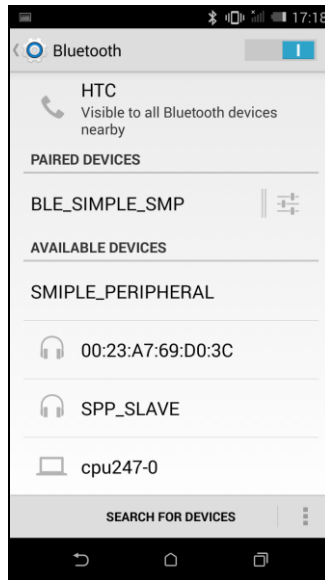 17:18
Bluetooth
HTC
Visible to all Bluetooth devices
nearby
PAIRED DEVICES
BLE_SIMPLE_SMP
AVAILABLE DEVICES
SMIPLE_PERIPHERAL
00:23:A7:69:D0:3C
SPP_SLAVE
cpu247-0
SEARCH FOR DEVICES